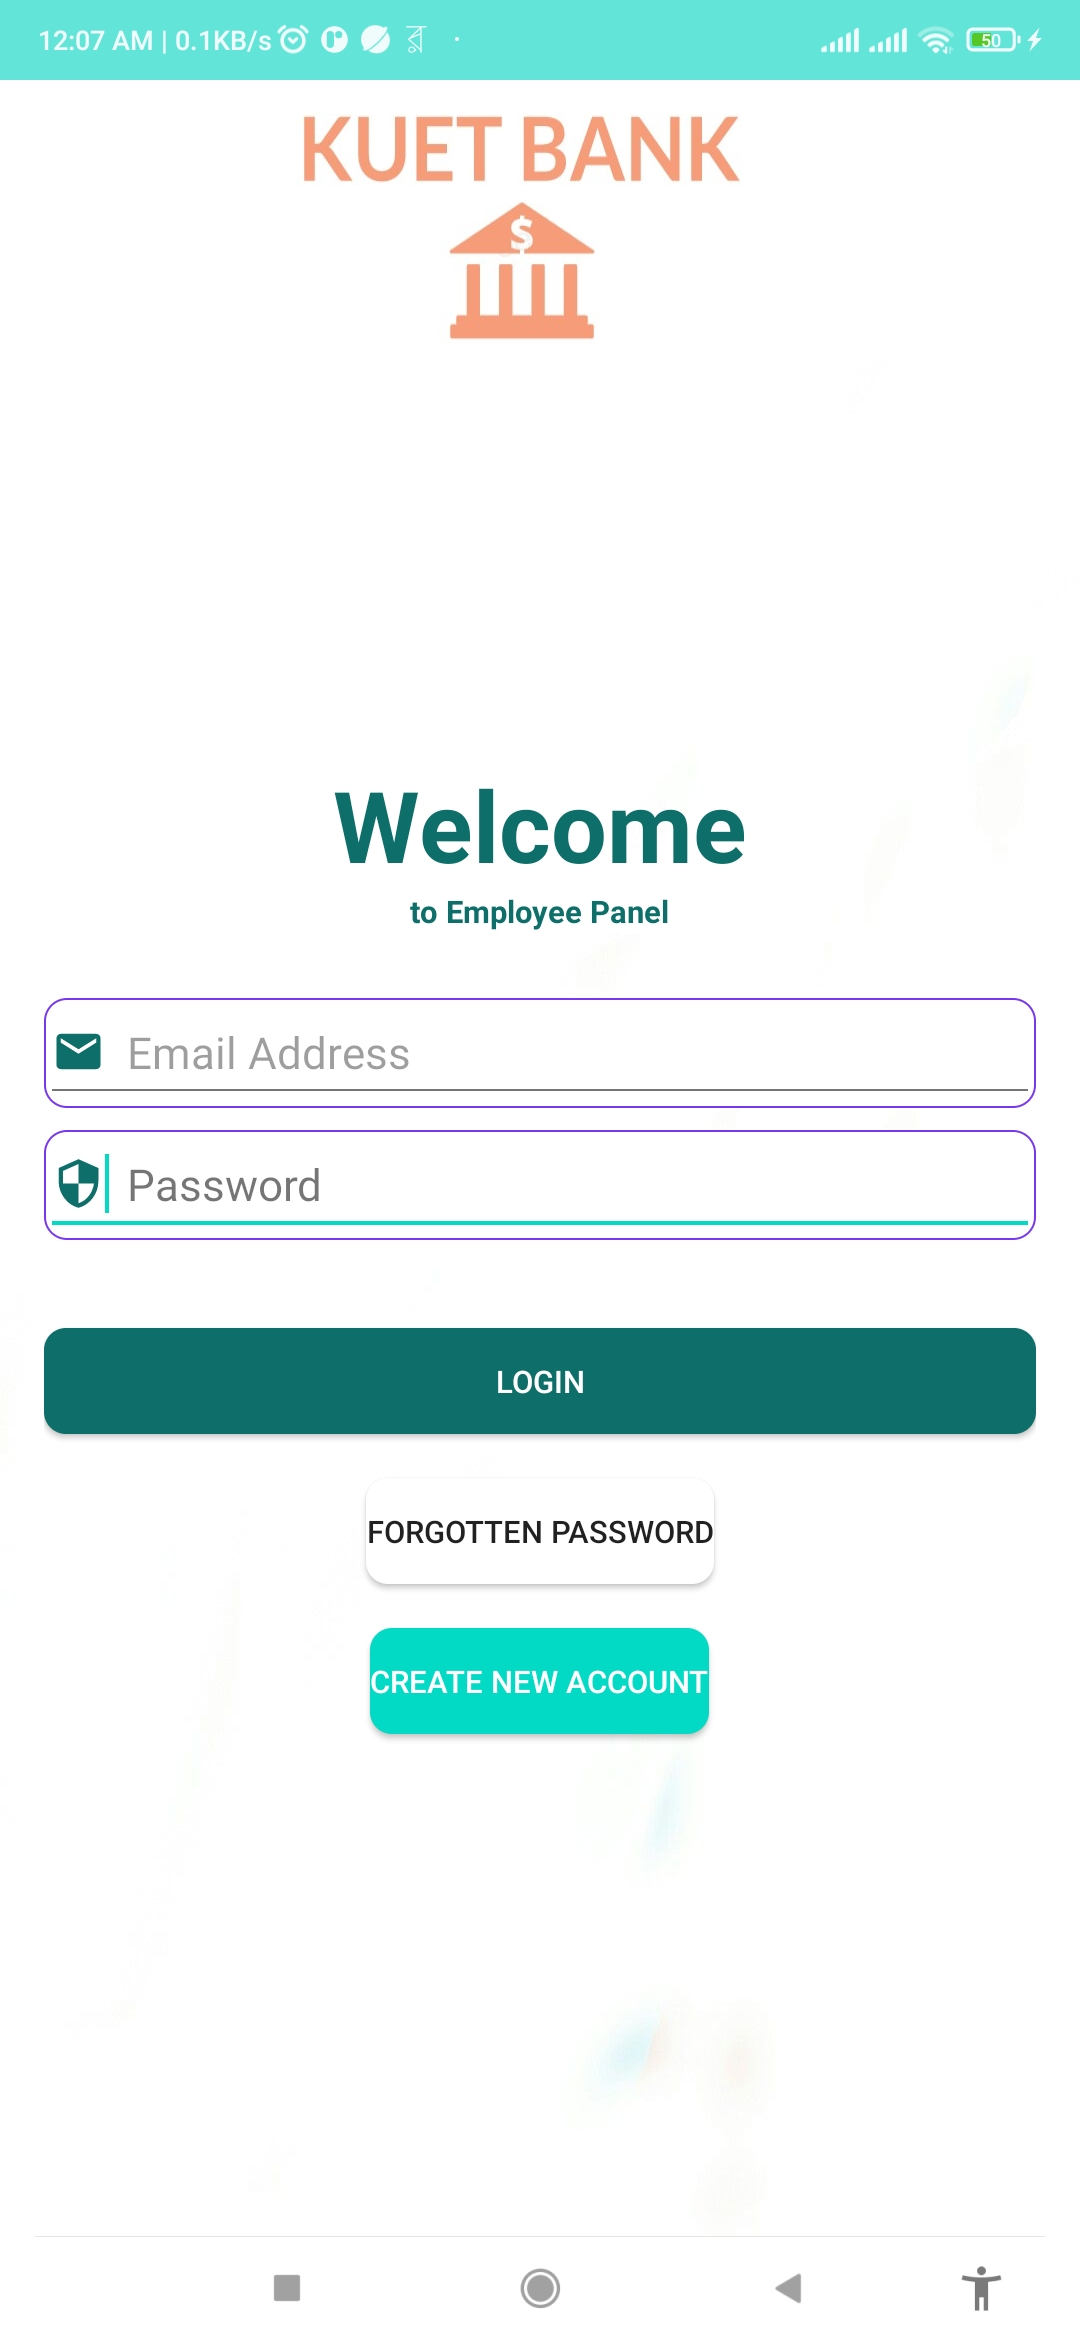 12:07 AM | 0.1KB/s
50
KUET BANK
$
Welcome
to Employee Panel
Email Address
Password
LOGIN
FORGOTTEN PASSWORD
CREATE NEW ACCOUNT